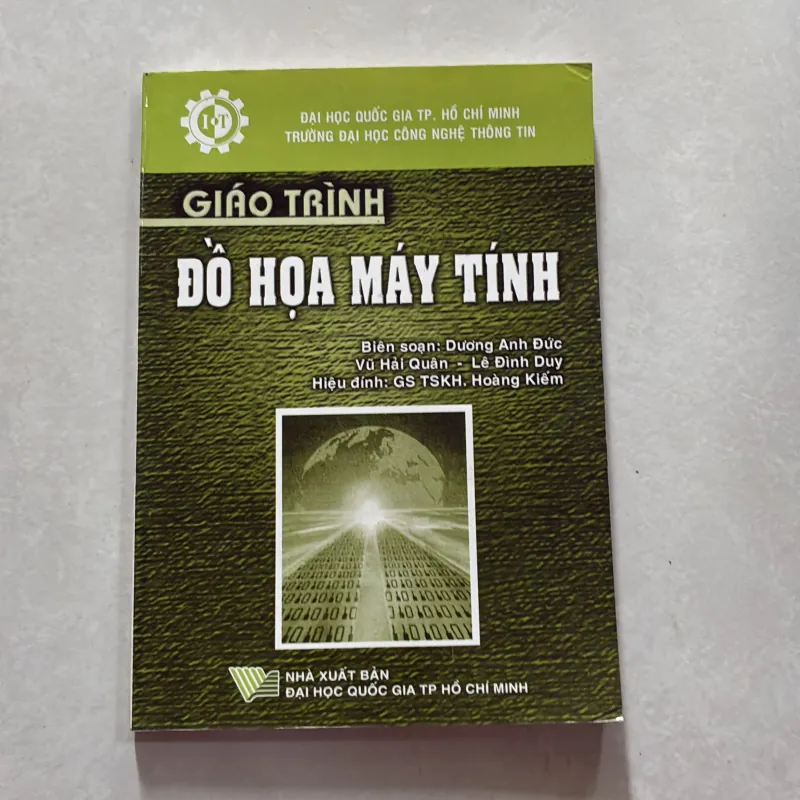 I T
ĐẠI HỌC QUỐC GIA TP. HỒ CHÍ MINH
TRƯỜNG ĐẠI HỌC CÔNG NGHỆ THÔNG TIN
GIÁO TRÌNH
ĐỒ HỌA MÁY TÍNH
Biên soạn: Dương Anh Đức
Vũ Hải Quân - Lê Đình Duy
Hiệu đính: GS TSKH. Hoàng Kiếm
NHÀ XUẤT BẢN
ĐẠI HỌC QUỐC GIA TP HỒ CHÍ MINH